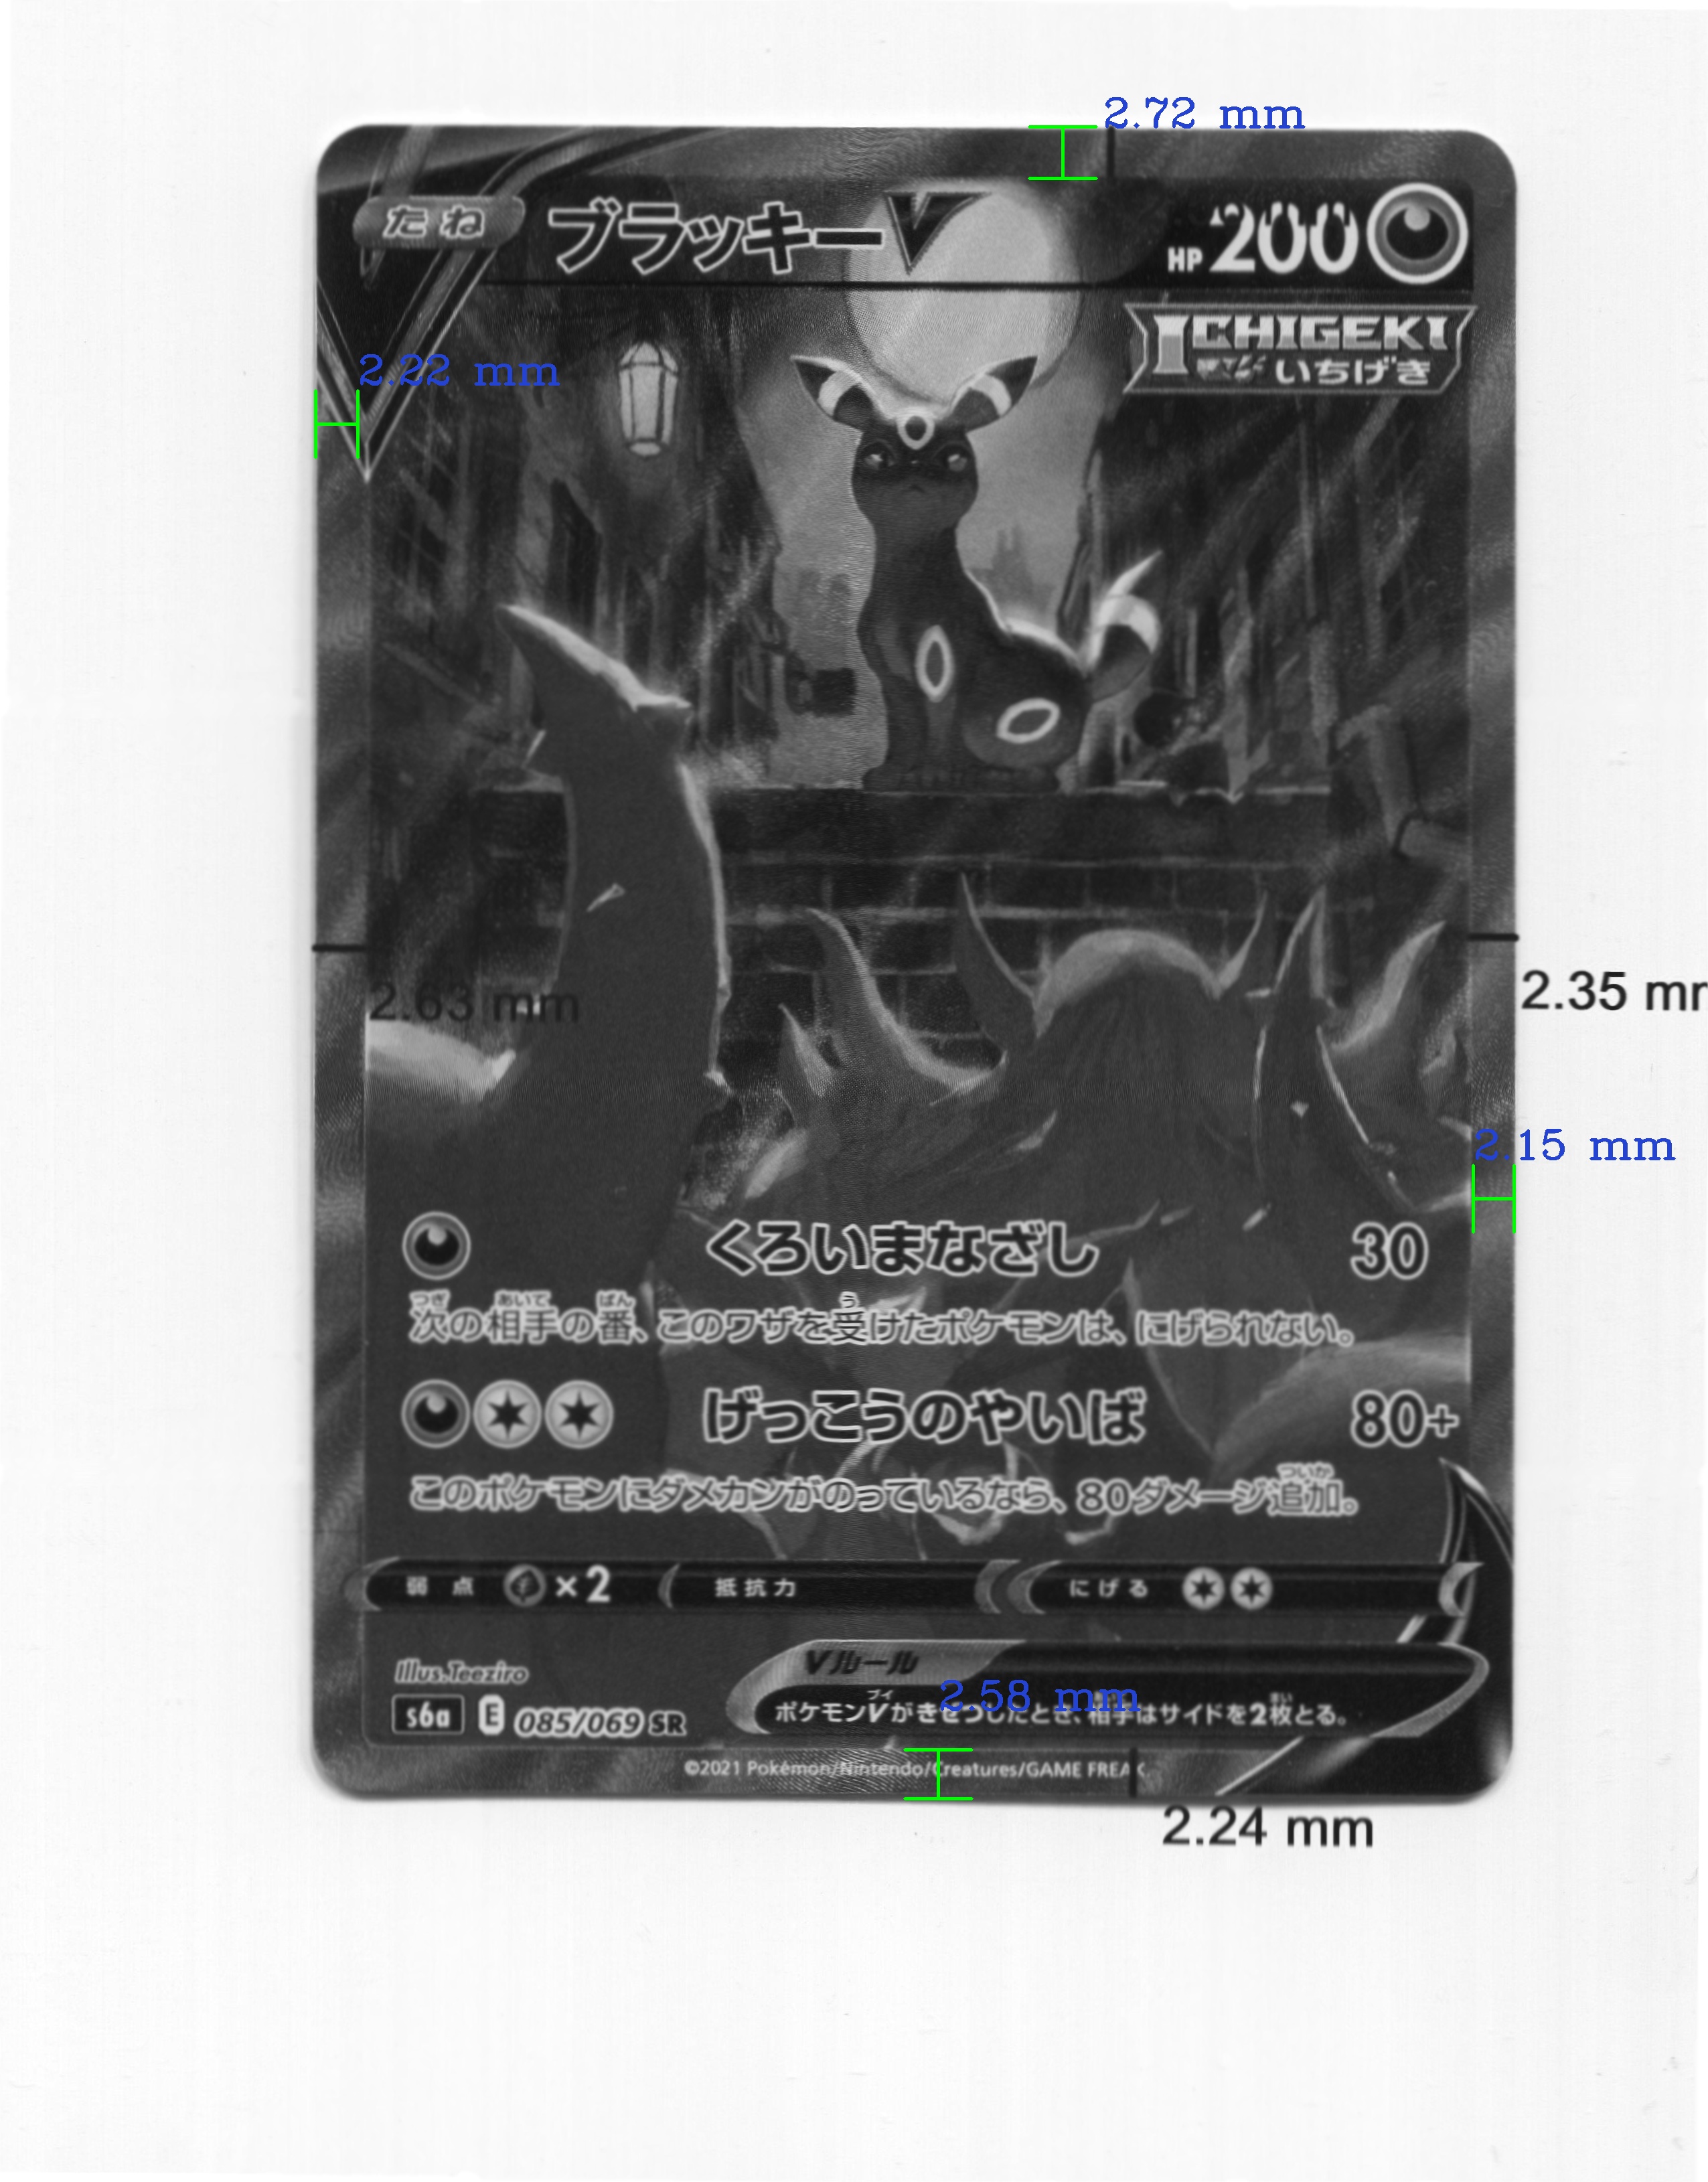 2.72 mm
たね ブラッキーV HP 200
ICHIGEKI
いちげき
2.22 mm
2.63 mm
2.35 mm
2.15 mm
くろいまなざし 30
次の相手の番、このワザを受けたポケモンは、にげられない。
げっこうのやいば 80+
このポケモンにダメカンがのっているなら、80ダメージ追加。
弱点 ×2 抵抗力 にげる
Illus.Teeziro
Vルール
s6a E 085/069 SR
ポケモンVがきぜつしたとき、相手はサイドを2枚とる。
2.58 mm
©2021 Pokémon/Nintendo/Creatures/GAME FREAK.
2.24 mm